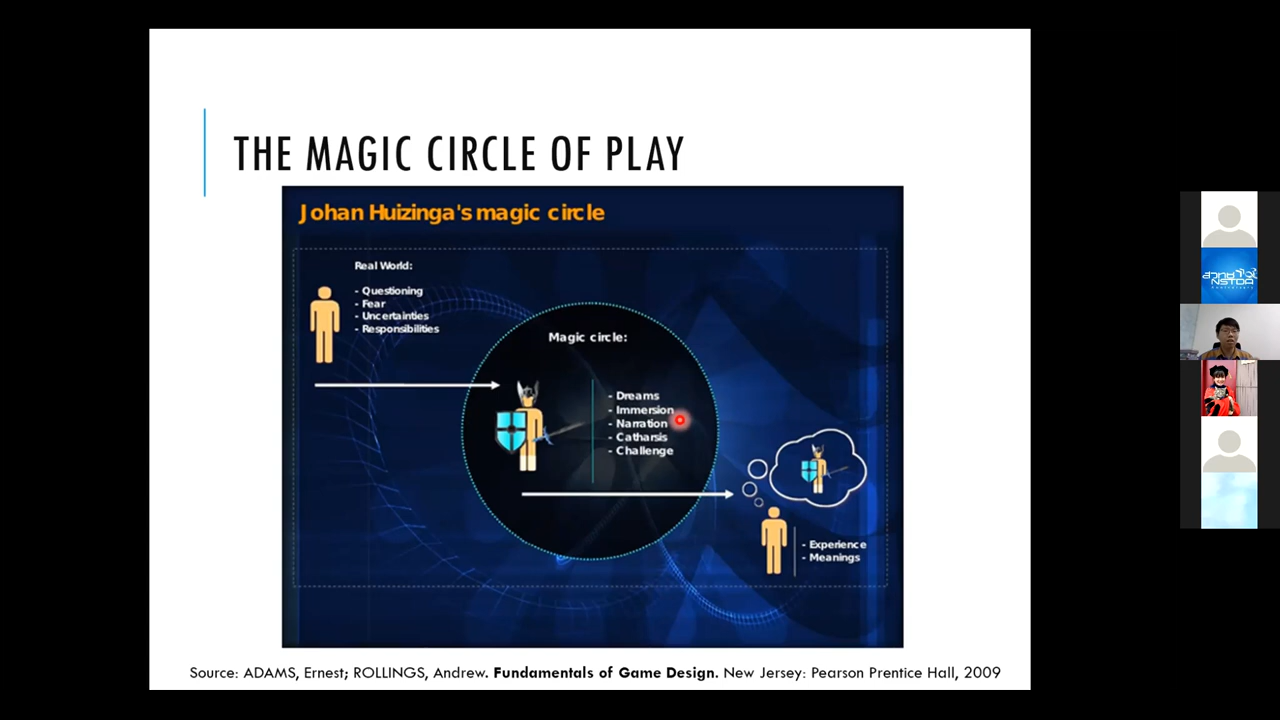 THE MAGIC CIRCLE OF PLAY
Johan Huizinga's magic circle
Real World:
- Questioning
- Fear
- Uncertainties
- Responsibilities
Magic circle:
- Dreams
- Immersion
- Narration
- Catharsis
- Challenge
- Experience
- Meanings
Source: ADAMS, Ernest; ROLLINGS, Andrew. Fundamentals of Game Design. New Jersey: Pearson Prentice Hall, 2009
NSTDA